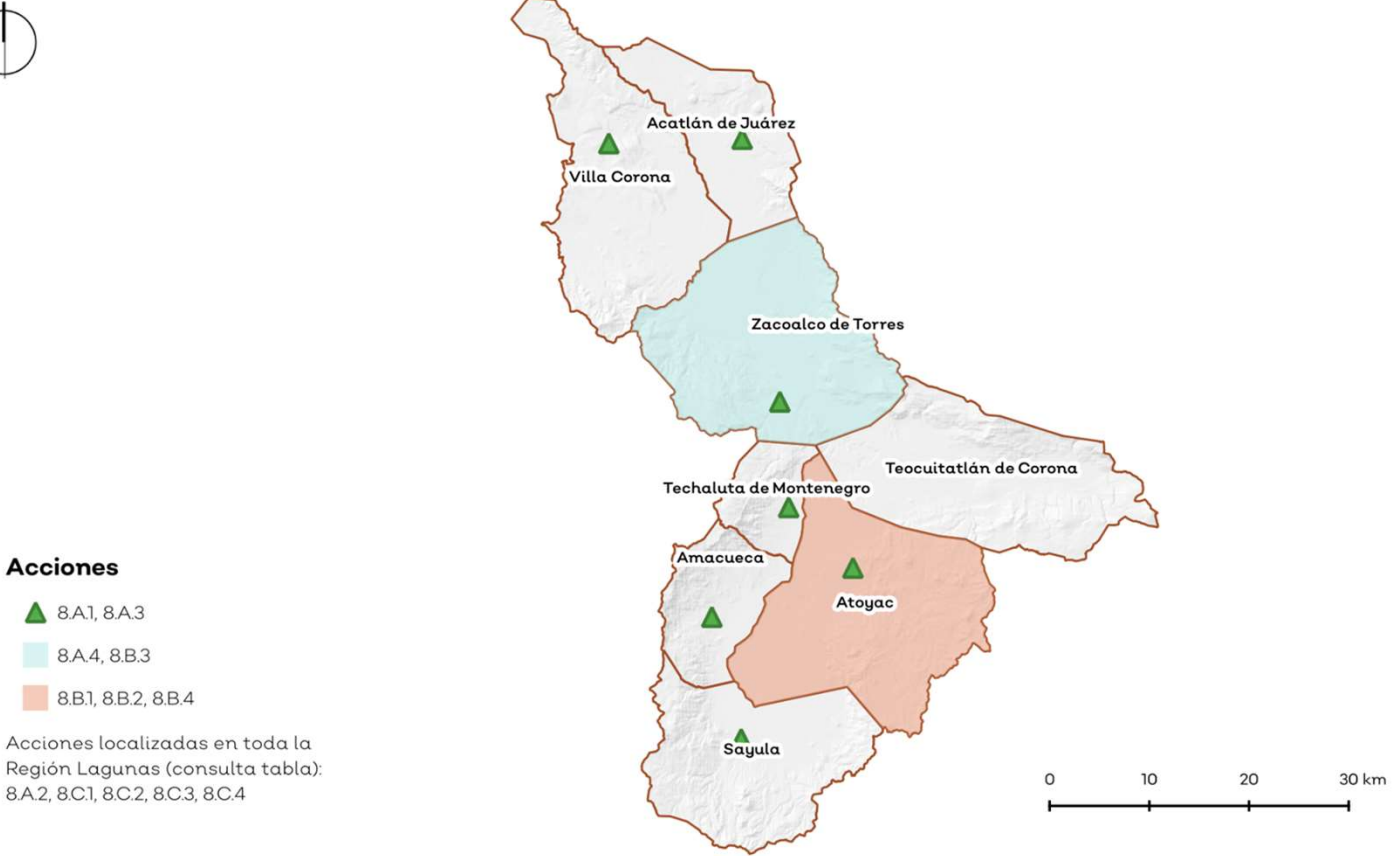 Acatlán de Juárez
Villa Corona
Zacoalco de Torres
Teocuitatlán de Corona
Techaluta de Montenegro
Amacueca
Atoyac
Sayula
Acciones
8.A.1, 8.A.3
8.A.4, 8.B.3
8.B.1, 8.B.2, 8.B.4
Acciones localizadas en toda la
Región Lagunas (consulta tabla):
8.A.2, 8.C.1, 8.C.2, 8.C.3, 8.C.4
0 10 20 30 km